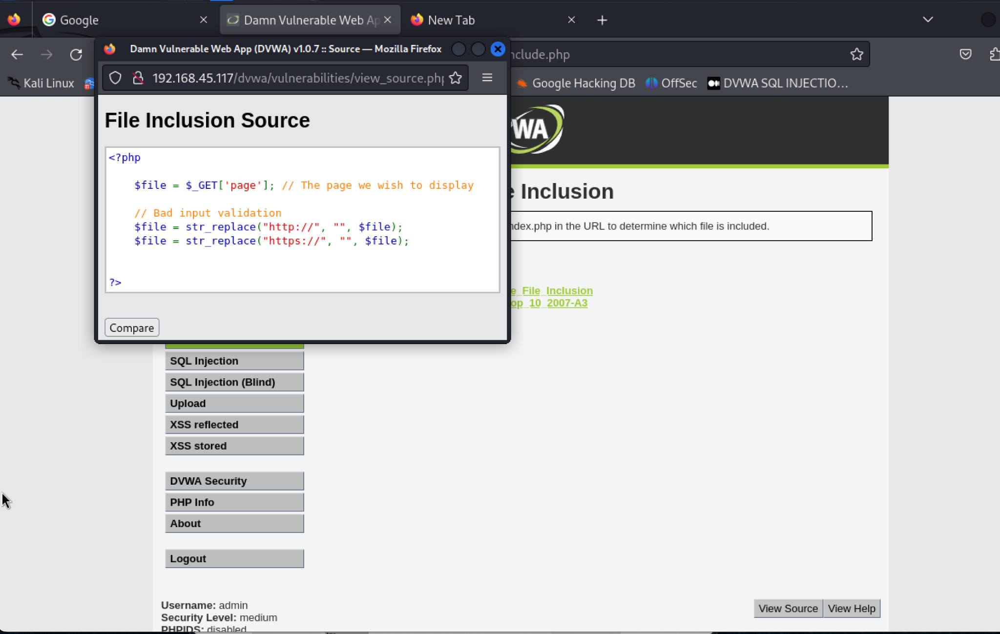 Google
Damn Vulnerable Web Ap
New Tab
Damn Vulnerable Web App (DVWA) v1.0.7 :: Source — Mozilla Firefox
nclude.php
192.168.45.117/dvwa/vulnerabilities/view_source.ph
Kali Linux
Google Hacking DB
OffSec
DVWA SQL INJECTIO...
WA
File Inclusion Source
<?php
$file = $_GET['page']; // The page we wish to display
// Bad input validation
$file = str_replace("http://", "", $file);
$file = str_replace("https://", "", $file);
?>
Compare
e Inclusion
ndex.php in the URL to determine which file is included.
e_File_Inclusion
op_10_2007-A3
SQL Injection
SQL Injection (Blind)
Upload
XSS reflected
XSS stored
DVWA Security
PHP Info
About
Logout
Username: admin
Security Level: medium
PHPIDS: disabled
View Source
View Help